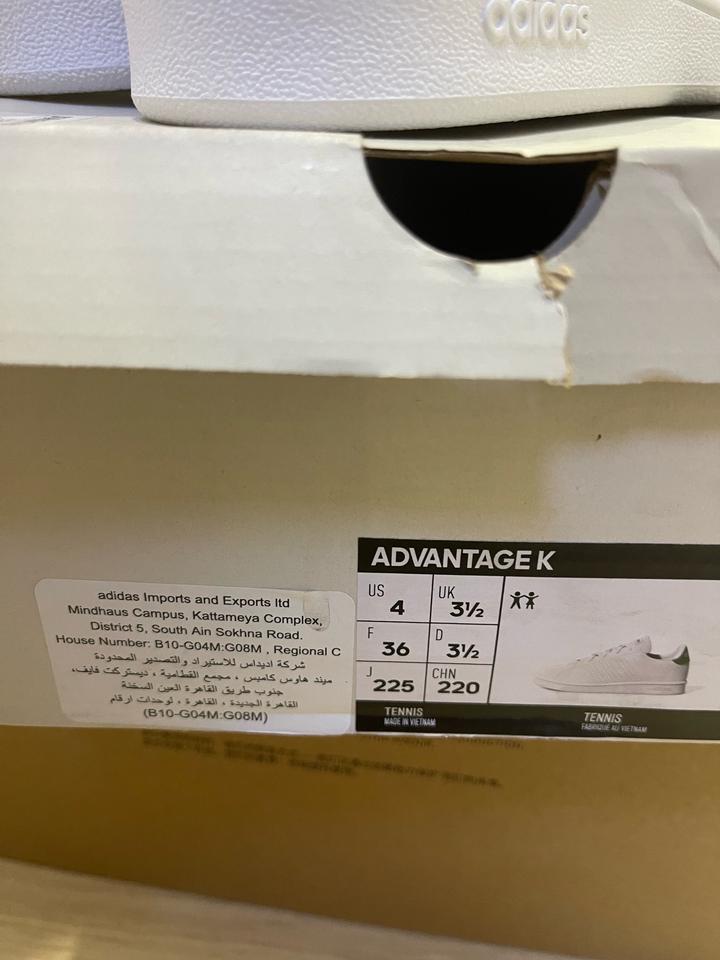 adidas
ADVANTAGE K
US
4
UK
3½
F
36
D
3½
J
225
CHN
220
TENNIS
MADE IN VIETNAM
TENNIS
FABRIQUÉ AU VIETNAM
adidas Imports and Exports ltd
Mindhaus Campus, Kattameya Complex,
District 5, South Ain Sokhna Road.
House Number: B10-G04M:G08M , Regional C
شركة اديداس للاستيراد والتصدير المحدودة
ميند هاوس كامبس ، مجمع القطامية ، ديستركت فايف،
جنوب طريق القاهرة العين السخنة
القاهرة الجديدة ، القاهرة ، لوحدات ارقام
(B10-G04M:G08M)